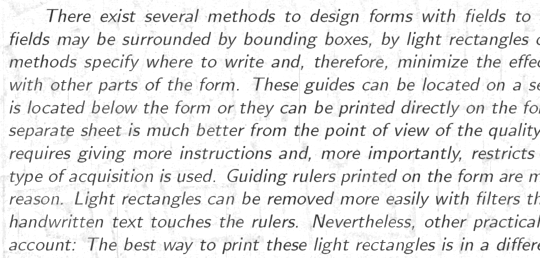 There exist several methods to design forms with fields to
fields may be surrounded by bounding boxes, by light rectangles
methods specify where to write and, therefore, minimize the
with other parts of the form. These guides can be located on a
is located below the form or they can be printed directly on the
separate sheet is much better from the point of view of the quality
requires giving more instructions and, more importantly, restricts
type of acquisition is used. Guiding rulers printed on the form are
reason. Light rectangles can be removed more easily with filters
handwritten text touches the rulers. Nevertheless, other practical
account: The best way to print these light rectangles is in a